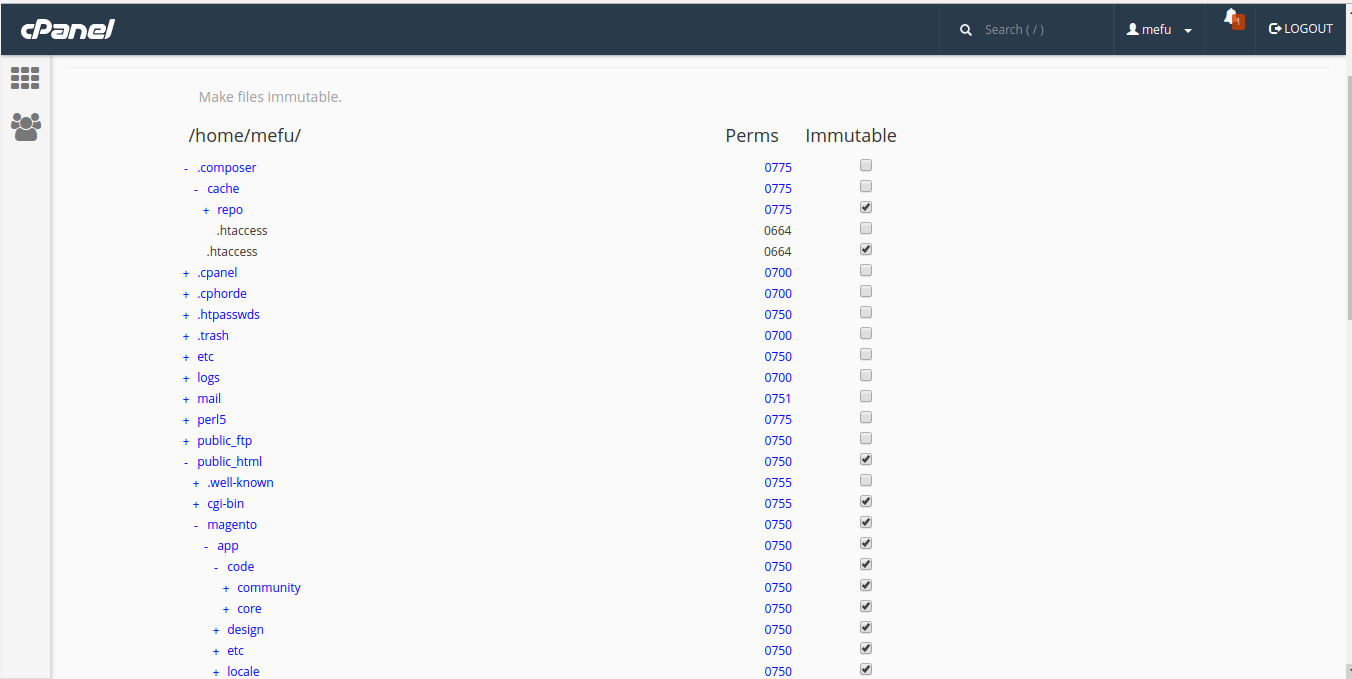 cPanel Search ( / ) mefu 1 LOGOUT
Make files immutable.
/home/mefu/ Perms Immutable
- .composer 0775
- cache 0775
+ repo 0775
.htaccess 0664
.htaccess 0664
+ .cpanel 0700
+ .cphorde 0700
+ .htpasswds 0750
+ .trash 0700
+ etc 0750
+ logs 0700
+ mail 0751
+ perl5 0775
+ public_ftp 0750
- public_html 0750
+ .well-known 0755
+ cgi-bin 0755
- magento 0750
- app 0750
- code 0750
+ community 0750
+ core 0750
+ design 0750
+ etc 0750
+ locale 0750